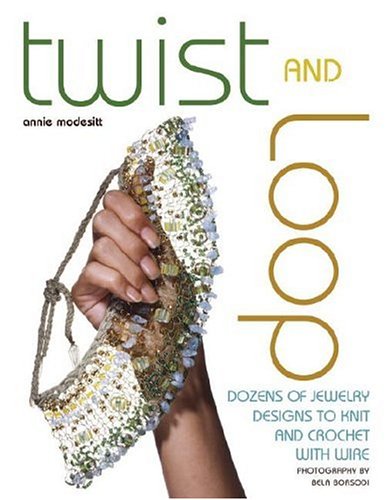 twist
AND
annie modesitt
Loop
DOZENS OF JEWELRY
DESIGNS TO KNIT
AND CROCHET
WITH WIRE
PHOTOGRAPHY BY
BELA BORSODI